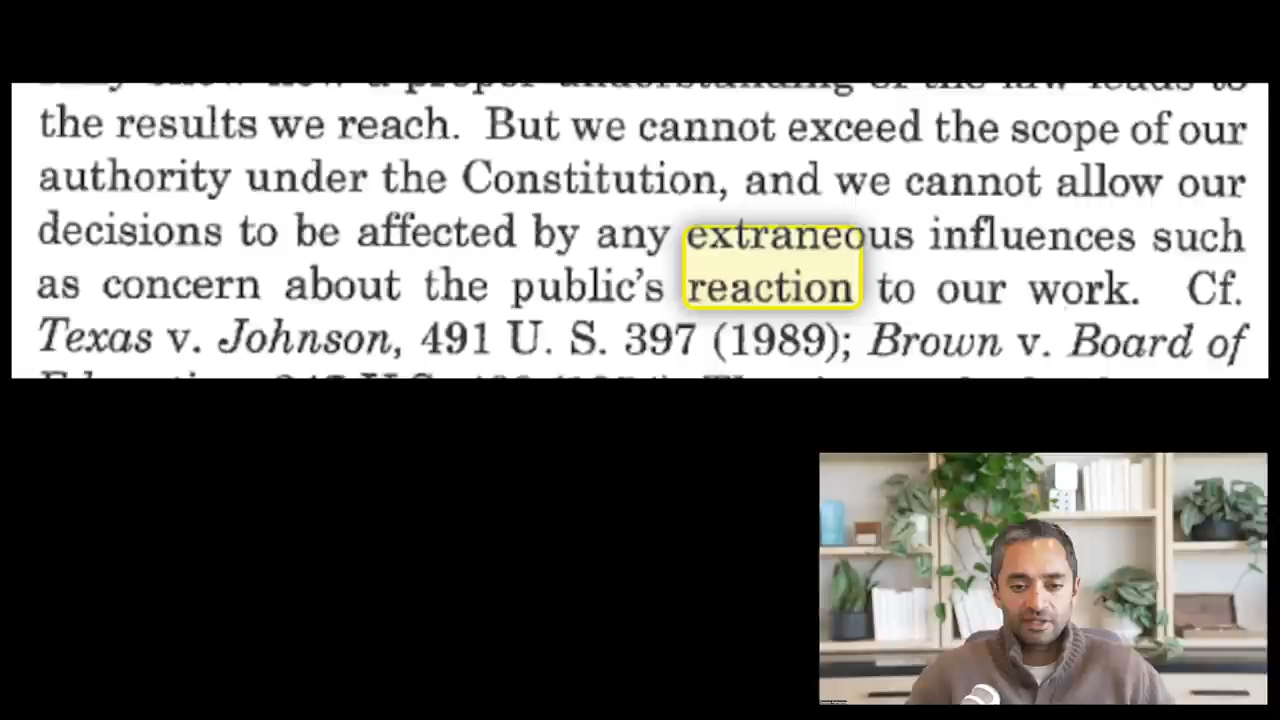 the results we reach. But we cannot exceed the scope of our
authority under the Constitution, and we cannot allow our
decisions to be affected by any extraneous influences such
as concern about the public's reaction to our work. Cf.
Texas v. Johnson, 491 U. S. 397 (1989); Brown v. Board of